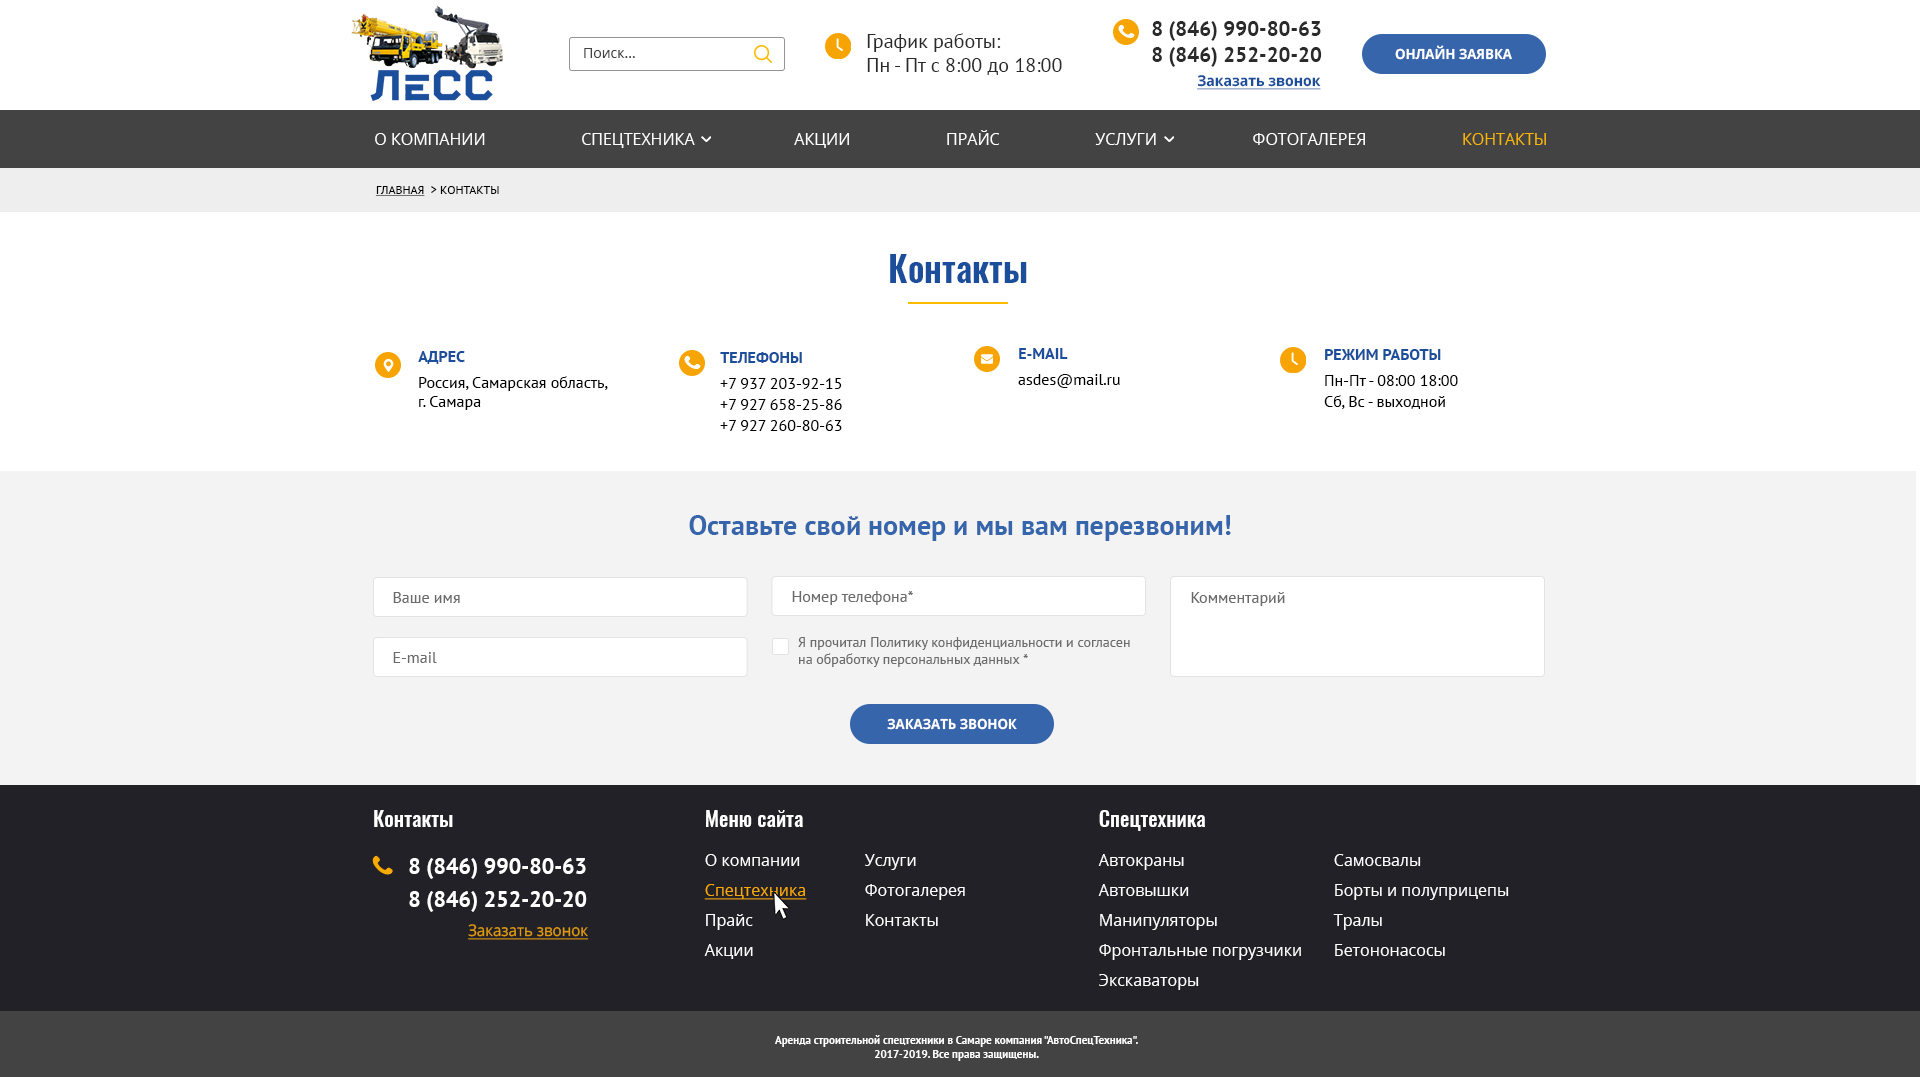 ЛЕСС
Поиск...
График работы:
Пн - Пт с 8:00 до 18:00
8 (846) 990-80-63
8 (846) 252-20-20
Заказать звонок
ОНЛАЙН ЗАЯВКА
О КОМПАНИИ
СПЕЦТЕХНИКА
АКЦИИ
ПРАЙС
УСЛУГИ
ФОТОГАЛЕРЕЯ
КОНТАКТЫ
ГЛАВНАЯ > КОНТАКТЫ
Контакты
АДРЕС
Россия, Самарская область,
г. Самара
ТЕЛЕФОНЫ
+7 937 203-92-15
+7 927 658-25-86
+7 927 260-80-63
E-MAIL
asdes@mail.ru
РЕЖИМ РАБОТЫ
Пн-Пт - 08:00 18:00
Сб, Вс - выходной
Оставьте свой номер и мы вам перезвоним!
Ваше имя
Номер телефона*
Комментарий
E-mail
Я прочитал Политику конфиденциальности и согласен
на обработку персональных данных *
ЗАКАЗАТЬ ЗВОНОК
Контакты
8 (846) 990-80-63
8 (846) 252-20-20
Заказать звонок
Меню сайта
О компании
Спецтехника
Прайс
Акции
Услуги
Фотогалерея
Контакты
Спецтехника
Автокраны
Автовышки
Манипуляторы
Фронтальные погрузчики
Экскаваторы
Самосвалы
Борты и полуприцепы
Тралы
Бетононасосы
Аренда строительной спецтехники в Самаре компания "АвтоСпецТехника".
2017-2019. Все права защищены.